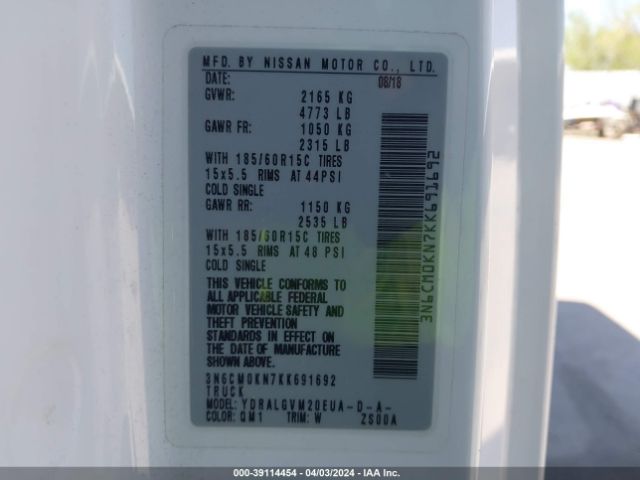 MFD. BY NISSAN MOTOR CO., LTD.
DATE: 08/18
GVWR: 2165 KG
4773 LB
GAWR FR: 1050 KG
2315 LB
WITH 185/60R15C TIRES
15x5.5 RIMS AT 44PSI
COLD SINGLE
GAWR RR: 1150 KG
2535 LB
WITH 185/60R15C TIRES
15x5.5 RIMS AT 48 PSI
COLD SINGLE
THIS VEHICLE CONFORMS TO
ALL APPLICABLE FEDERAL
MOTOR VEHICLE SAFETY AND
THEFT PREVENTION
STANDARDS IN EFFECT ON
THE DATE OF MANUFACTURE
SHOWN ABOVE.
3N6CM0KN7KK691692
TRUCK
MODEL: YDRALGVM20EUA-D-A-
COLOR: QM1 TRIM: W ZS00A
3N6CM0KN7KK691692
000-39114454 - 04/03/2024 - IAA Inc.